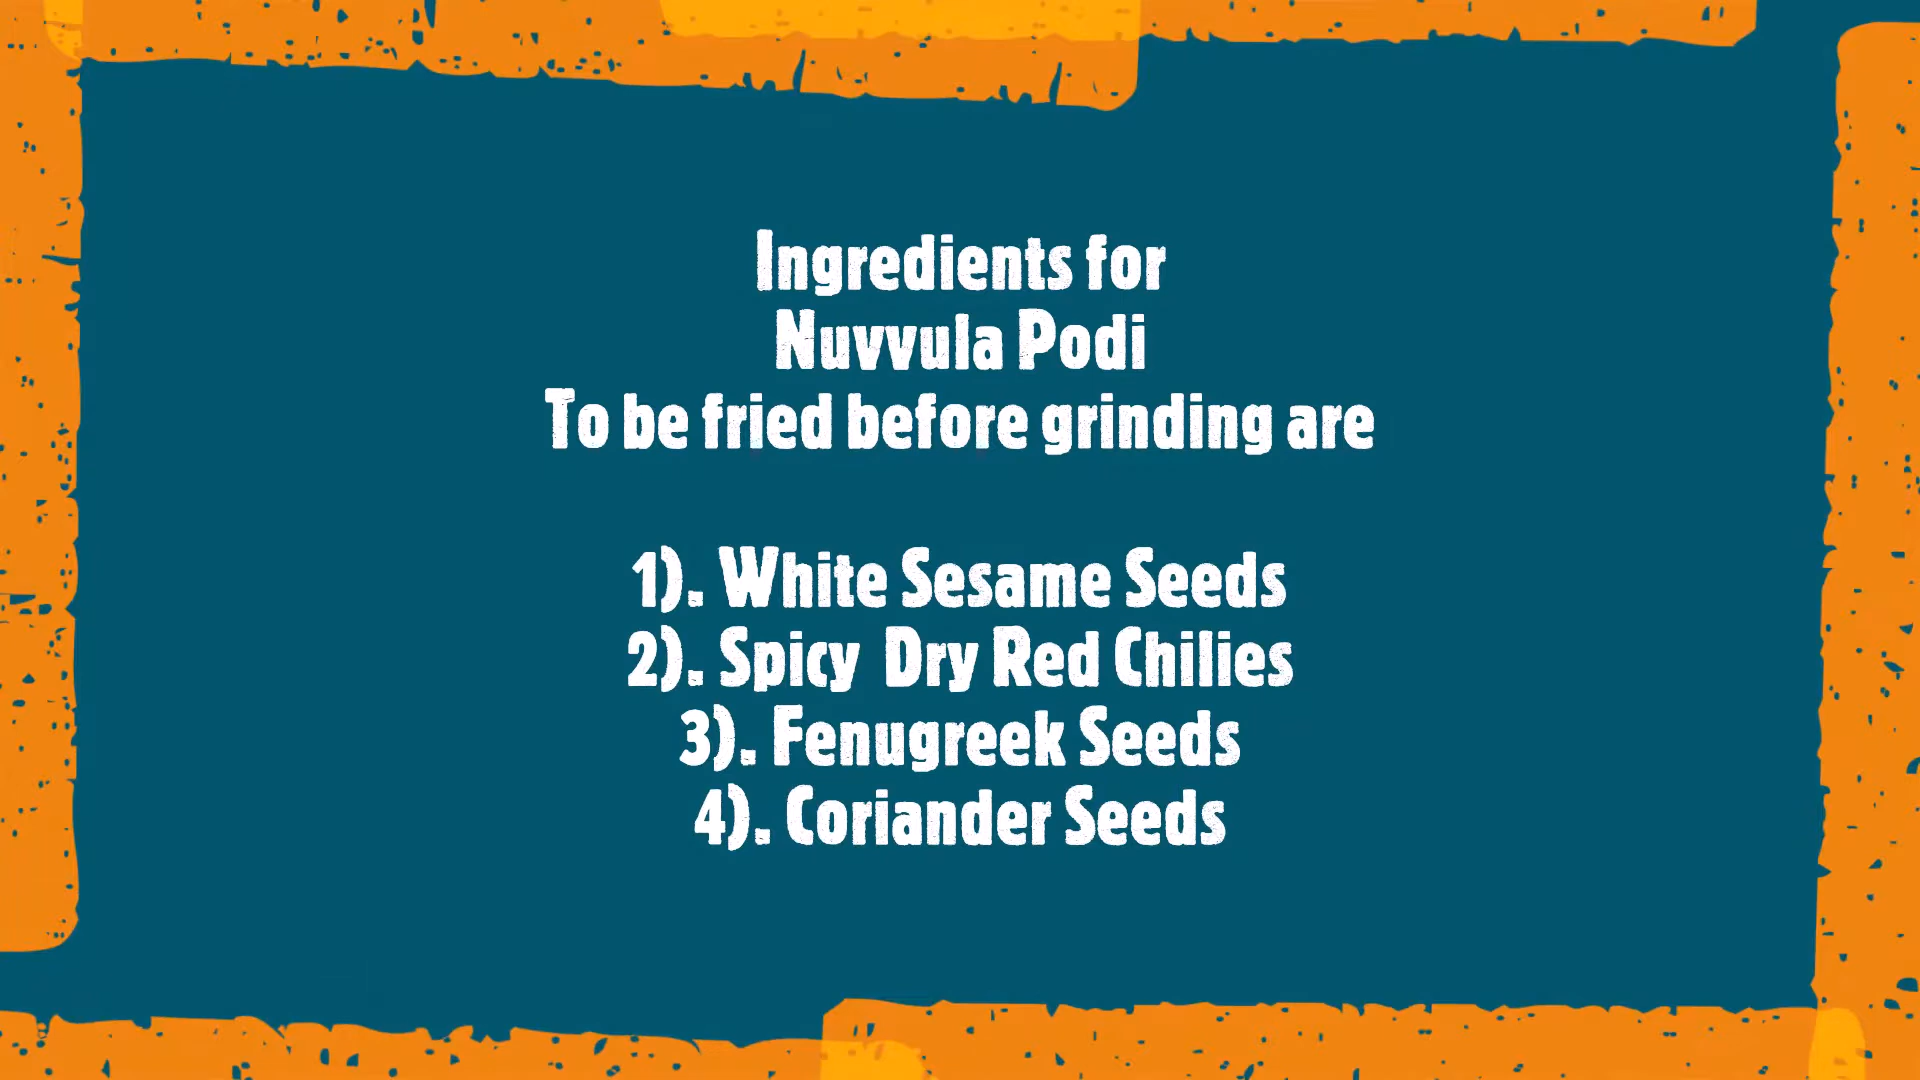 Ingredients for
Nuvvula Podi
To be fried before grinding are
1). White Sesame Seeds
2). Spicy  Dry Red Chilies
3). Fenugreek Seeds
4). Coriander Seeds